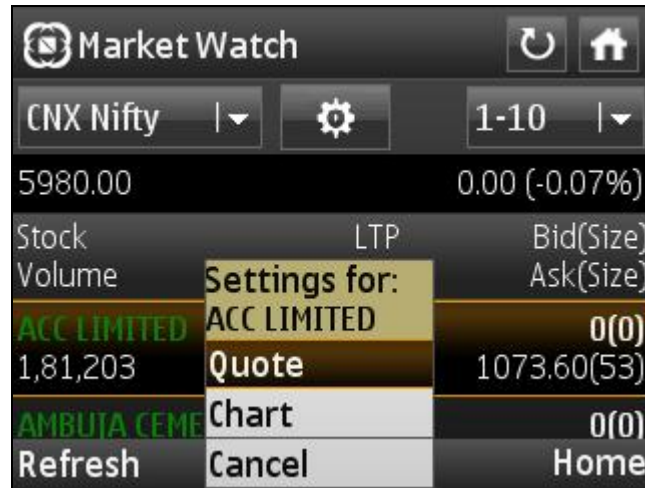 Market Watch
CNX Nifty 1-10
5980.00 0.00 (-0.07%)
Stock LTP Bid(Size)
Volume Ask(Size)
Settings for:
ACC LIMITED
Quote
Chart
Cancel
ACC LIMITED 0(0)
1,81,203 1073.60(53)
AMBUJA CEME 0(0)
Refresh Home